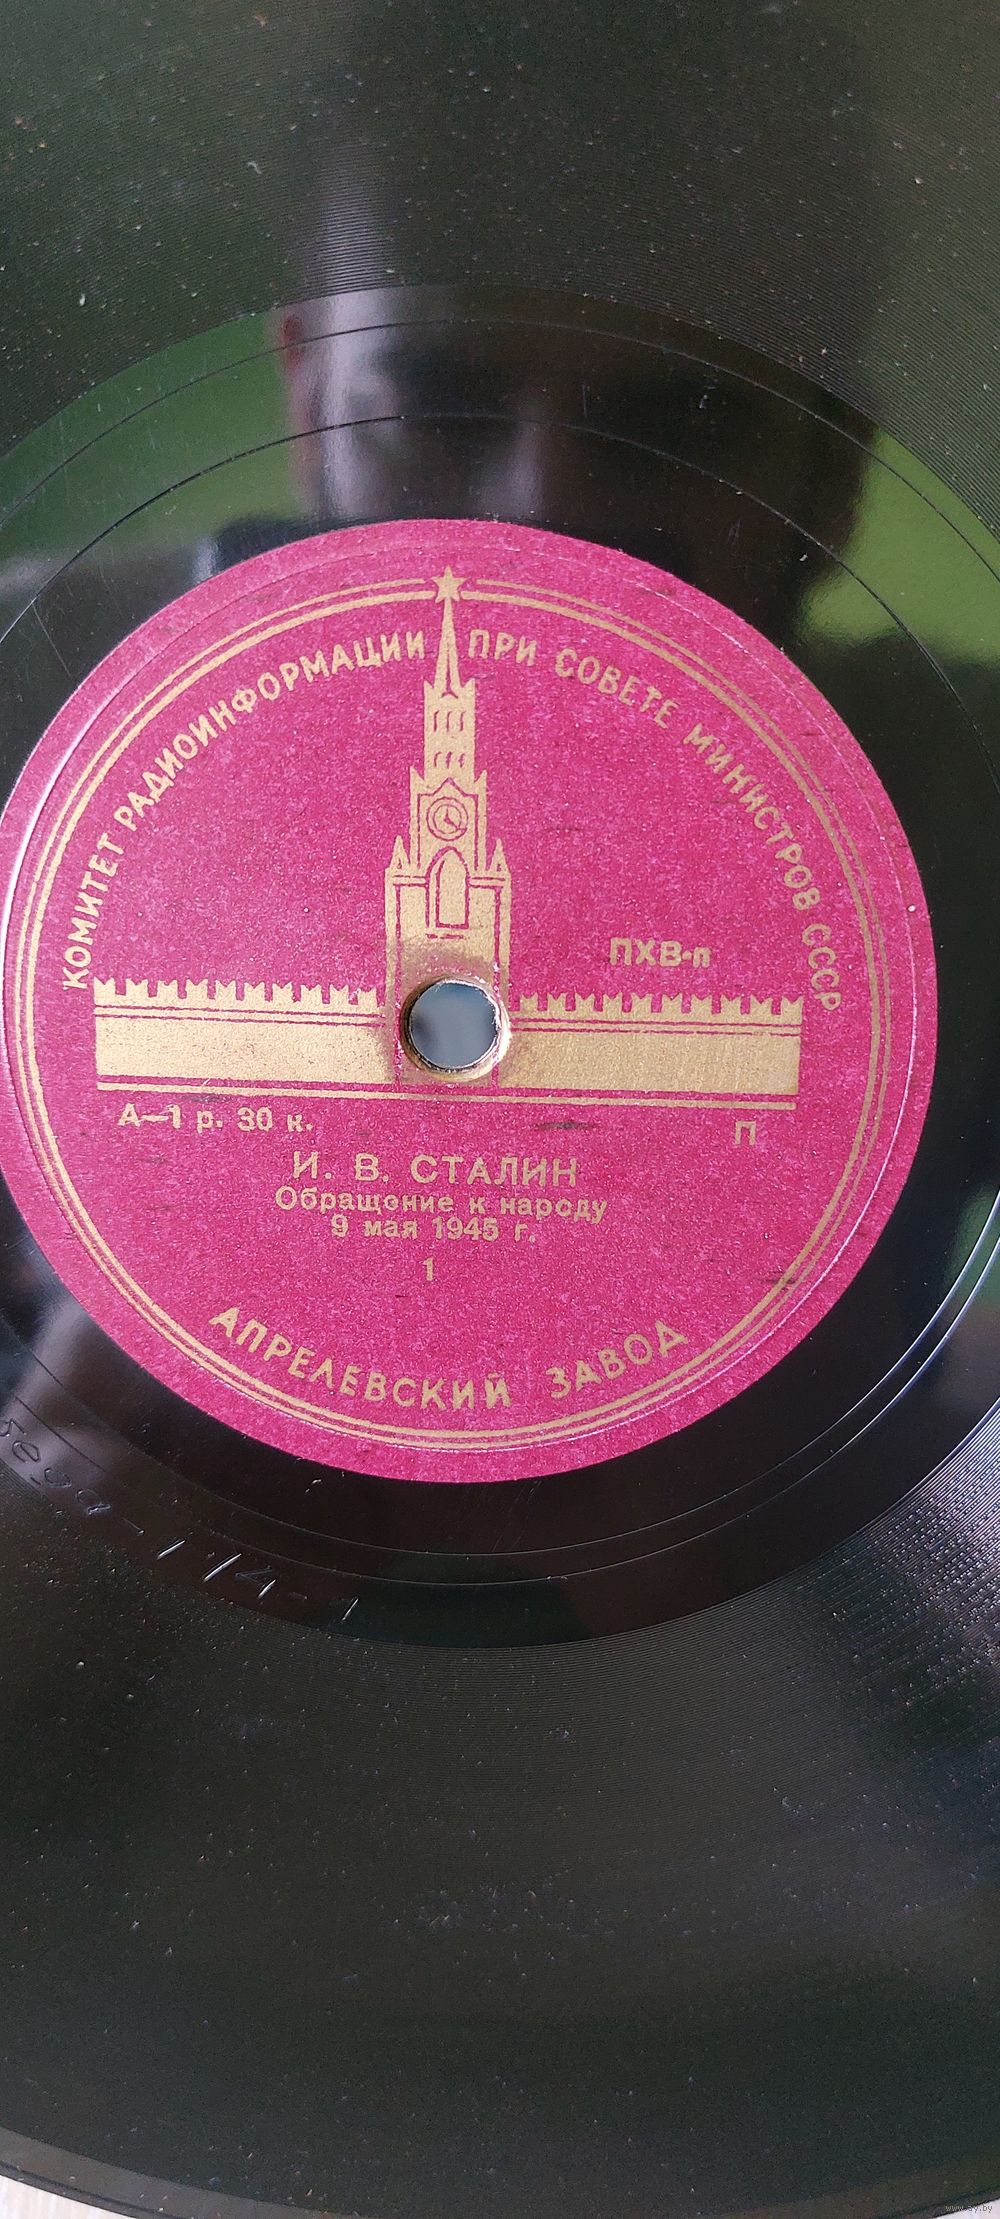 КОМИТЕТ РАДИОИНФОРМАЦИИ ПРИ СОВЕТЕ МИНИСТРОВ СССР
ПХВ-п
А—1 р. 30 к.
П
И. В. СТАЛИН
Обращение к народу
9 мая 1945 г.
1
АПРЕЛЕВСКИЙ ЗАВОД